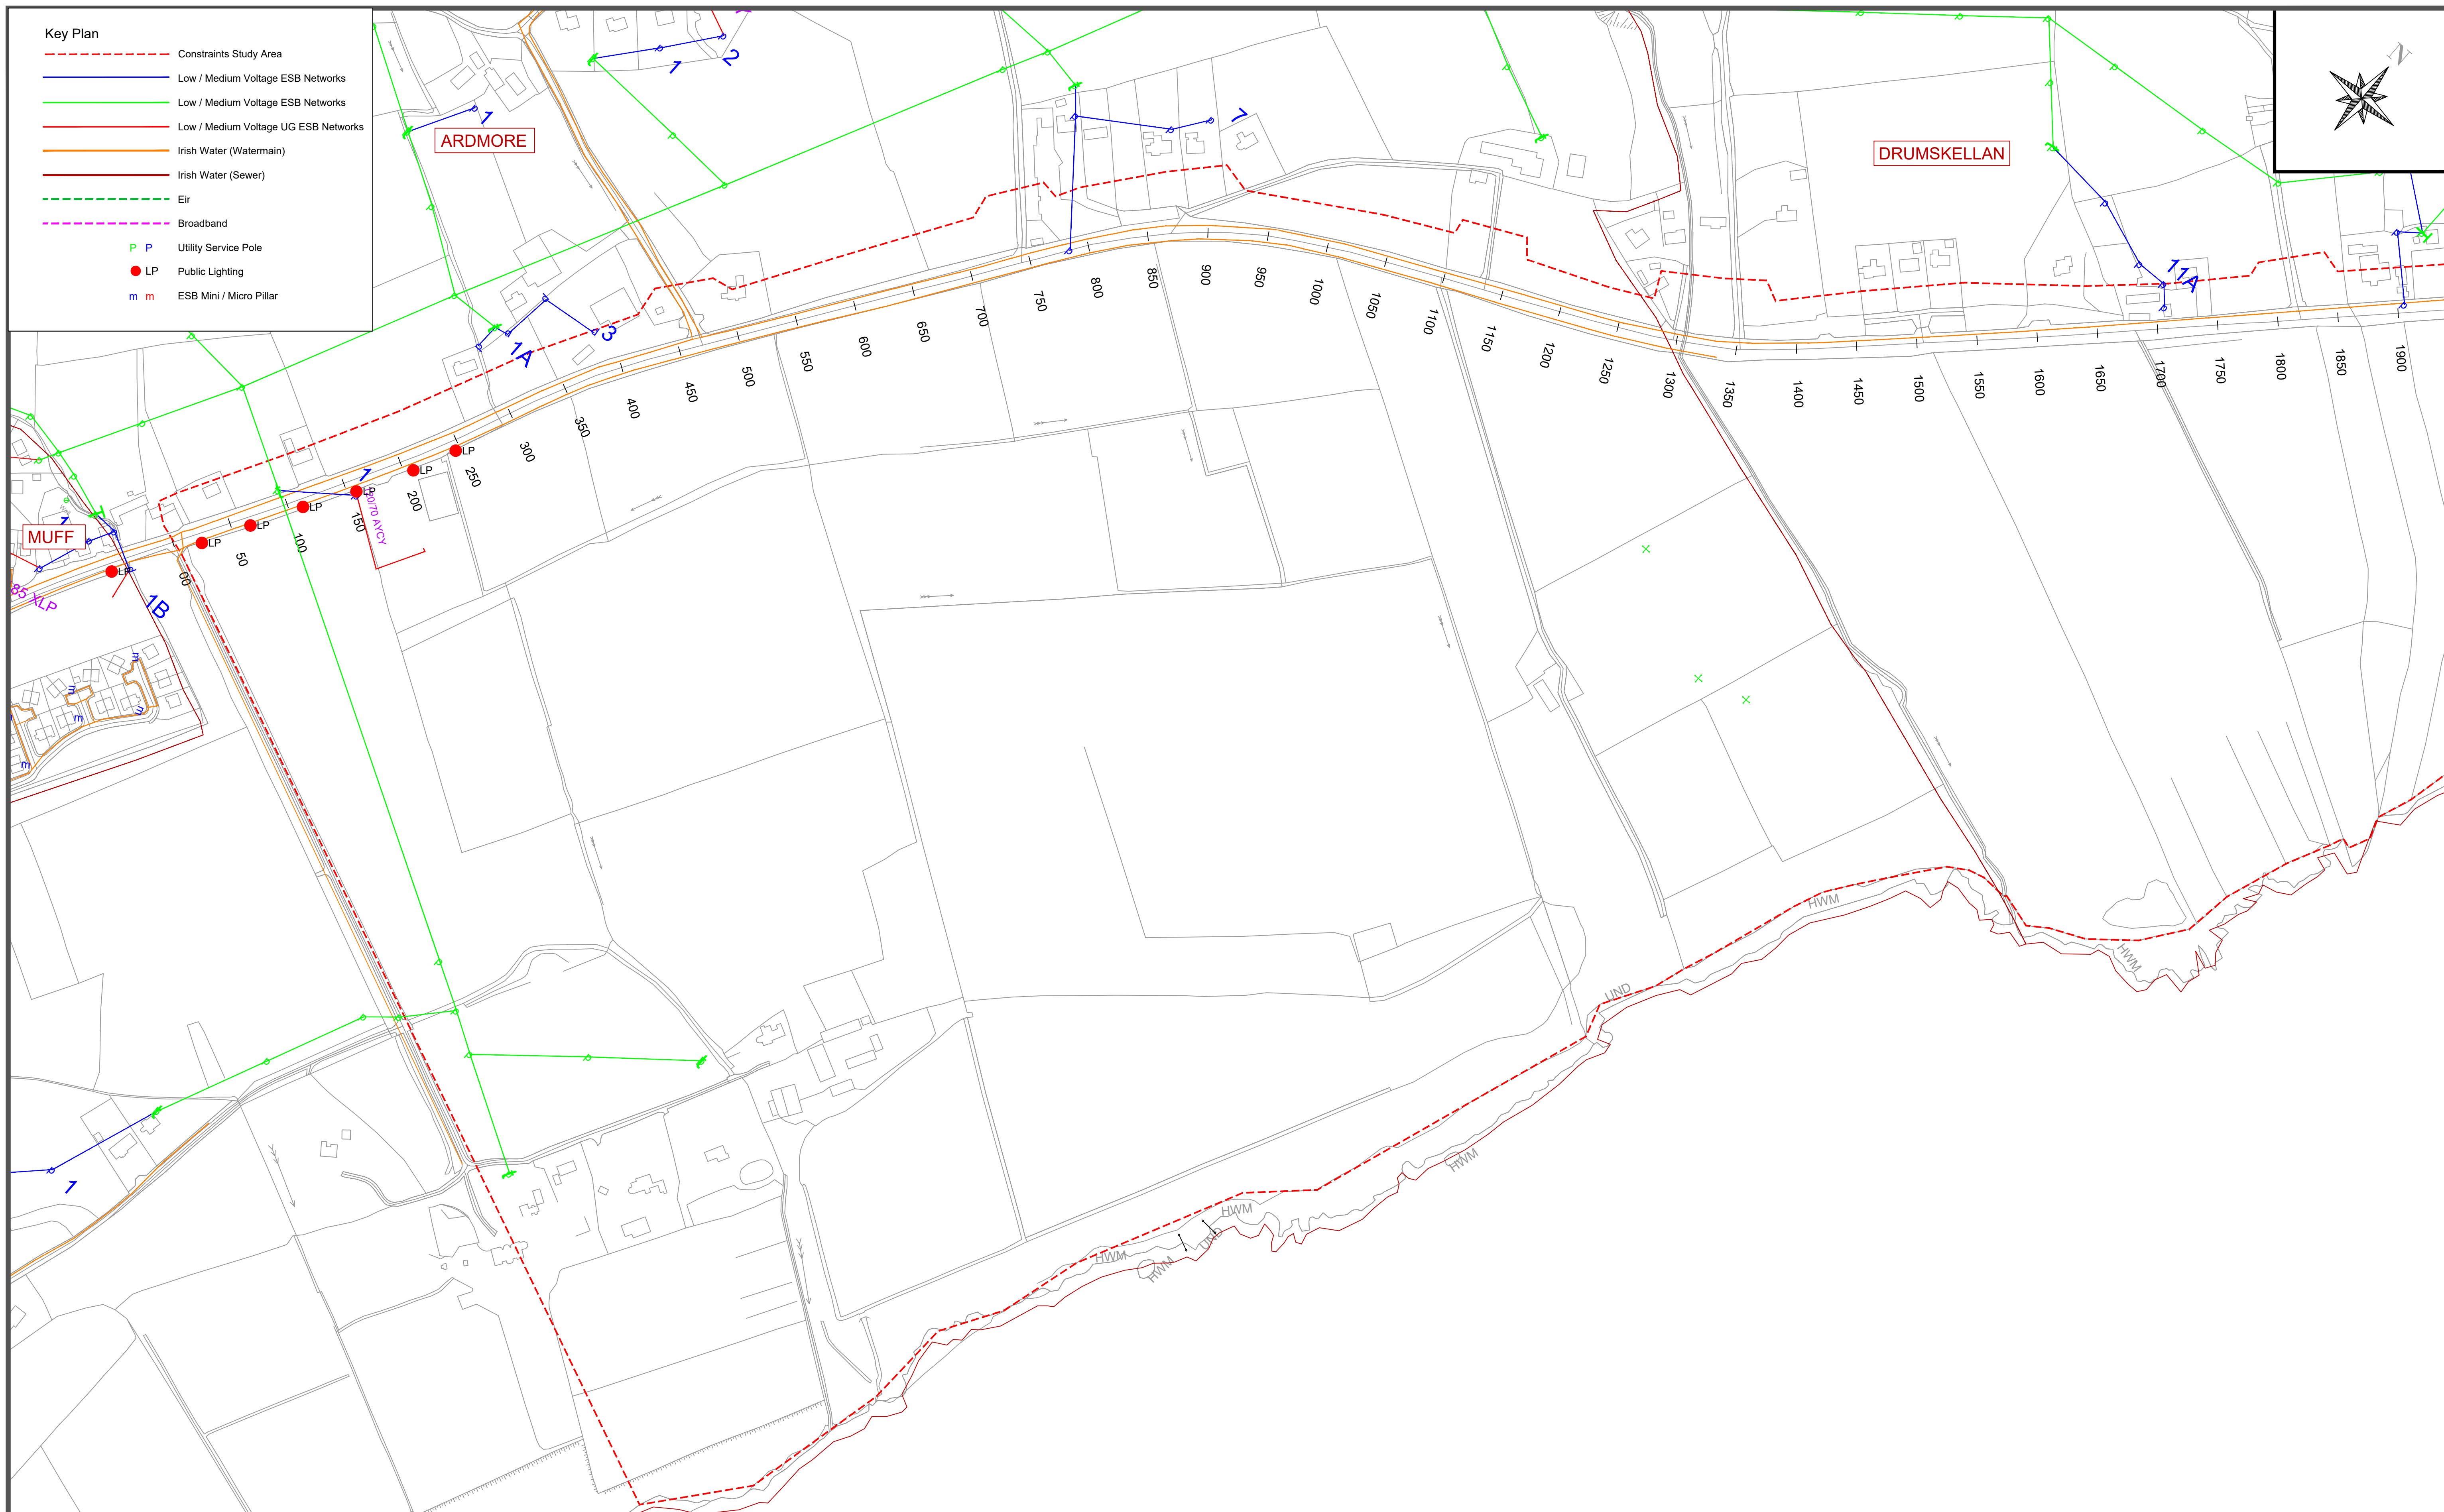 Key Plan
Constraints Study Area
Low / Medium Voltage ESB Networks
Low / Medium Voltage ESB Networks
Low / Medium Voltage UG ESB Networks
Irish Water (Watermain)
Irish Water (Sewer)
Eir
Broadband
P P Utility Service Pole
LP Public Lighting
m m ESB Mini / Micro Pillar
N
1
2
1
ARDMORE
7
DRUMSKELLAN
11A
3
1A
1
LP
LP
LP
LP
LP
LP
LP
MUFF
1B
00
50
100
150
200
250
300
350
400
450
500
550
600
650
700
750
800
850
900
950
1000
1050
1100
1150
1200
1250
1300
1350
1400
1450
1500
1550
1600
1650
1700
1750
1800
1850
1900
m
m
m
m
m
HWM
HWM
UND
HWM
HWM
UND
HWM
HWM
1